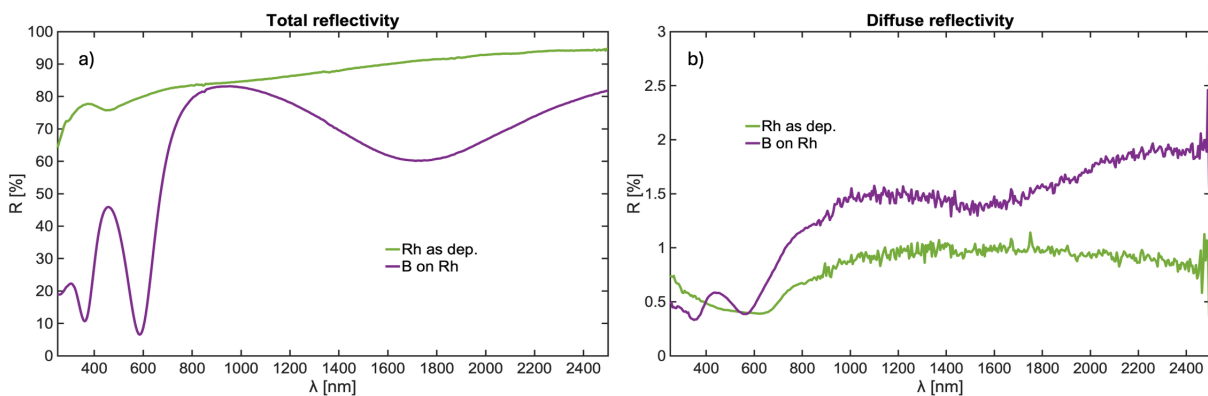 Total reflectivity
a)
100
90
80
70
60
50
40
30
20
10
0
R [%]
Rh as dep.
B on Rh
400 600 800 1000 1200 1400 1600 1800 2000 2200 2400
λ [nm]
Diffuse reflectivity
b)
3
2.5
2
1.5
1
0.5
0
R [%]
Rh as dep.
B on Rh
400 600 800 1000 1200 1400 1600 1800 2000 2200 2400
λ [nm]